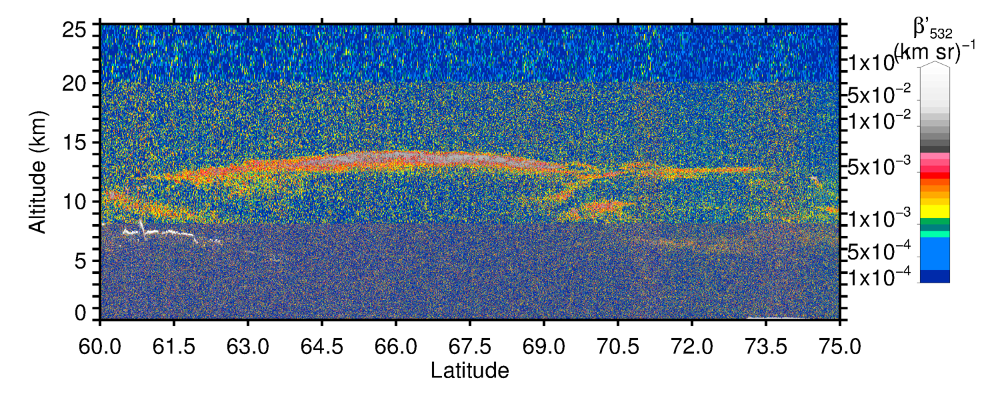 β’532
(km sr)−1
25
20
15
10
5
0
Altitude (km)
1x10
5x10−2
1x10−2
5x10−3
1x10−3
5x10−4
1x10−4
60.0 61.5 63.0 64.5 66.0 67.5 69.0 70.5 72.0 73.5 75.0
Latitude